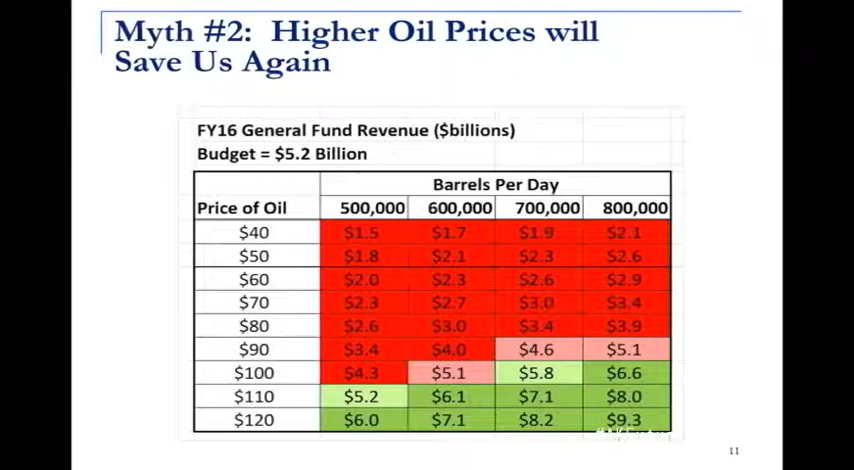 Myth #2: Higher Oil Prices will
Save Us Again
FY16 General Fund Revenue ($billions)
Budget = $5.2 Billion
Barrels Per Day
Price of Oil 500,000 600,000 700,000 800,000
$40 $1.5 $1.7 $1.9 $2.1
$50 $1.8 $2.1 $2.3 $2.6
$60 $2.0 $2.3 $2.6 $2.9
$70 $2.3 $2.7 $3.0 $3.4
$80 $2.6 $3.0 $3.4 $3.9
$90 $3.4 $4.0 $4.6 $5.1
$100 $4.3 $5.1 $5.8 $6.6
$110 $5.2 $6.1 $7.1 $8.0
$120 $6.0 $7.1 $8.2 $9.3
11